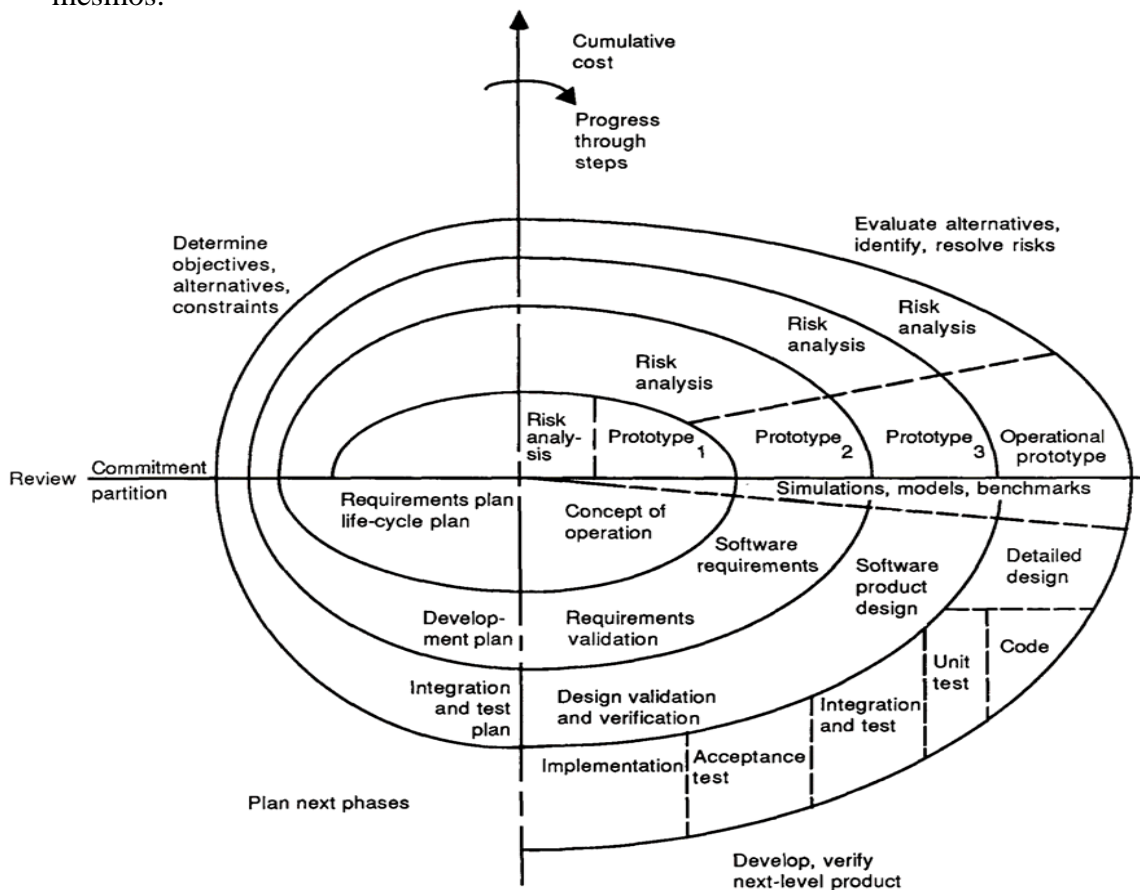 mesmos.
Cumulative
cost
Progress
through
steps
Determine
objectives,
alternatives,
constraints
Evaluate alternatives,
identify, resolve risks
Risk
analysis
Risk
analysis
Risk
analysis
Risk
analy-
sis
Prototype 1
Prototype 2
Prototype 3
Operational
prototype
Review
Commitment
partition
Simulations, models, benchmarks
Requirements plan
life-cycle plan
Concept of
operation
Software
requirements
Software
product
design
Detailed
design
Develop-
ment plan
Requirements
validation
Code
Unit
test
Integration
and test
plan
Design validation
and verification
Integration
and test
Acceptance
test
Implementation
Plan next phases
Develop, verify
next-level product